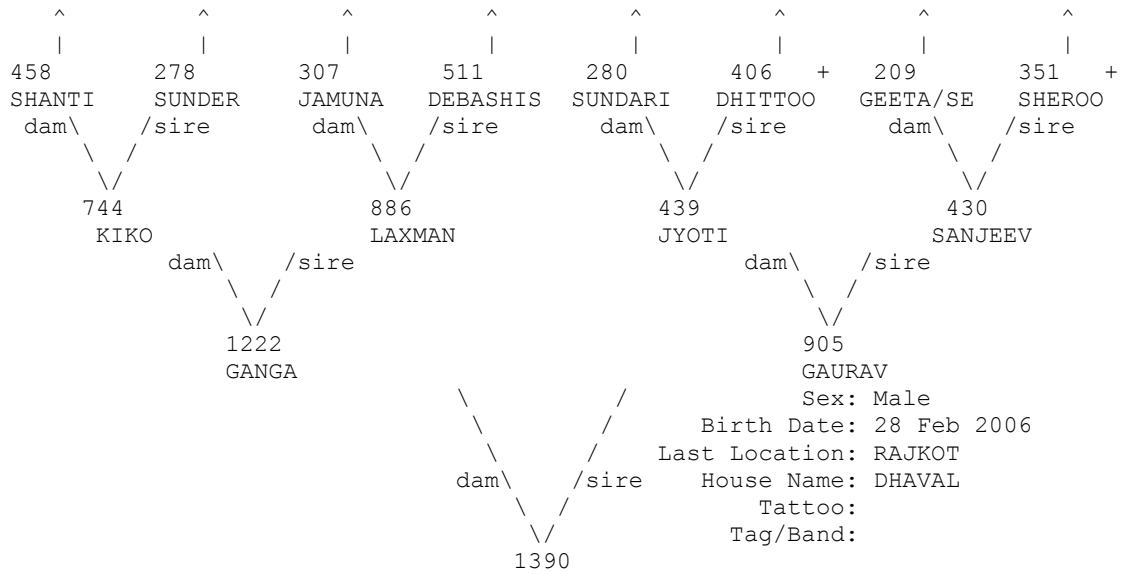 ^ ^ ^ ^ ^ ^ ^ ^
| | | | | | | |
458 278 307 511 280 406 + 209 351 +
SHANTI SUNDER JAMUNA DEBASHIS SUNDARI DHITTOO GEETA/SE SHEROO
dam\ /sire dam\ /sire dam\ /sire dam\ /sire
\ / \ / \ / \ /
\/ \/ \/ \/
744 886 439 430
KIKO LAXMAN JYOTI SANJEEV
dam\ /sire dam\ /sire
\ / \ /
\/ \/
1222 905
GANGA GAURAV
\ / Sex: Male
\ / Birth Date: 28 Feb 2006
\ / Last Location: RAJKOT
dam\ /sire House Name: DHAVAL
\ / Tattoo:
\/ Tag/Band:
1390